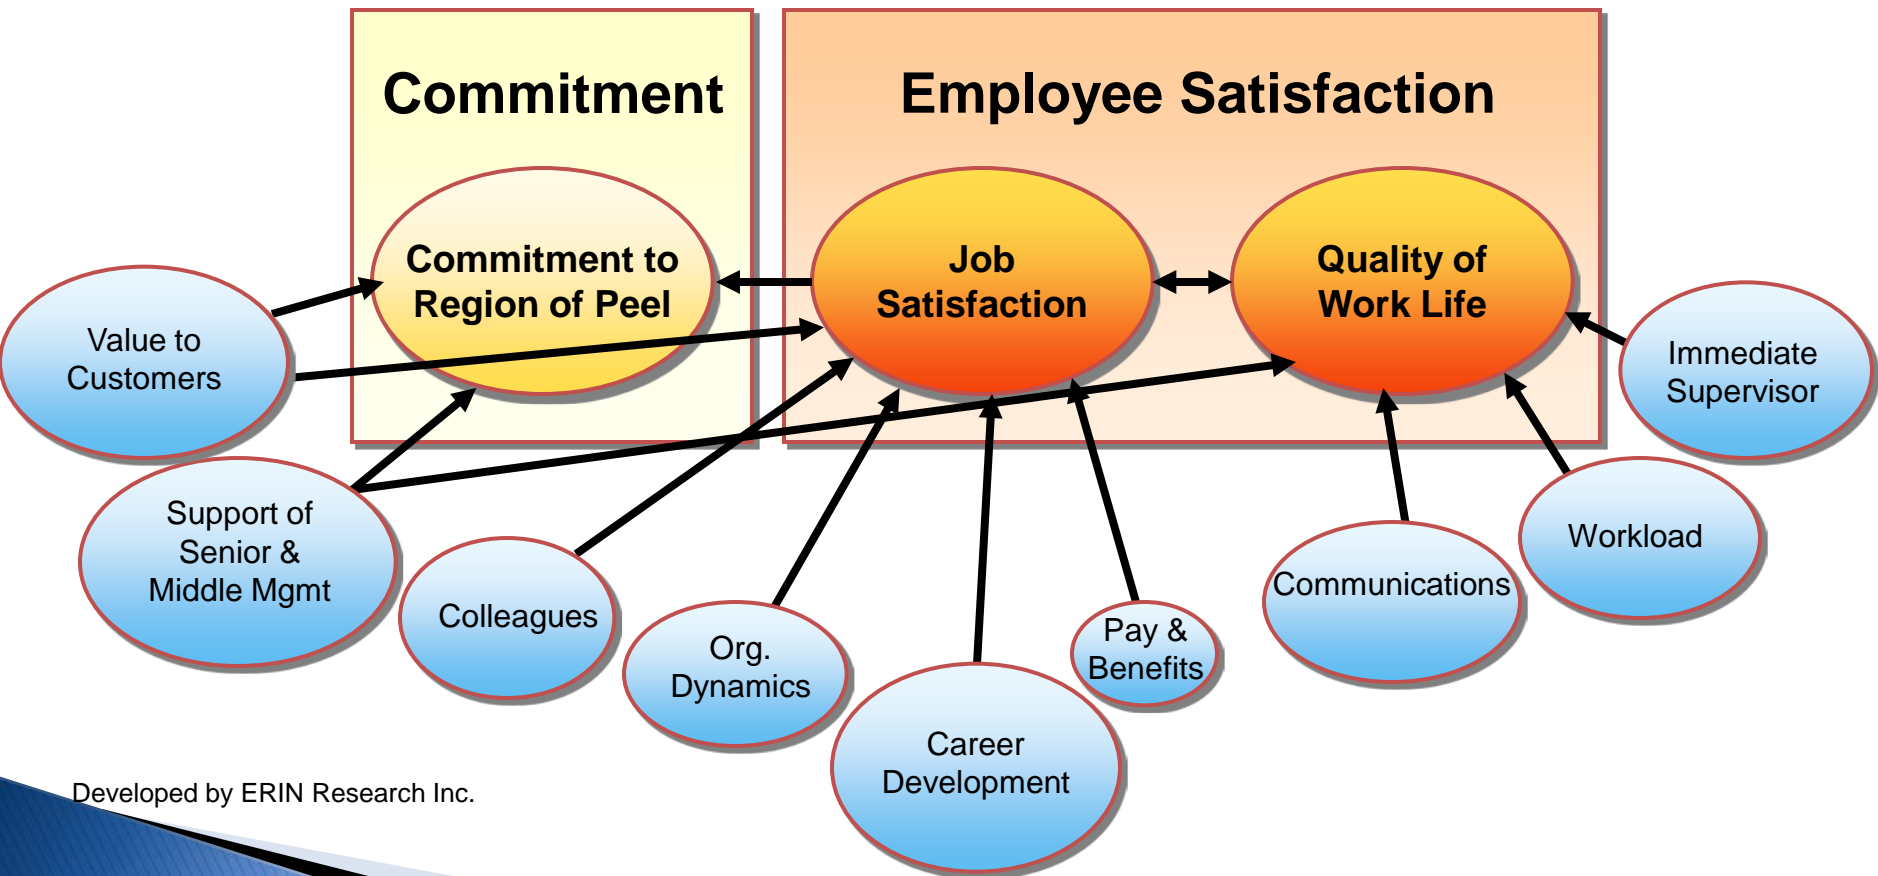 Commitment
Employee Satisfaction
Commitment to
Region of Peel
Job
Satisfaction
Quality of
Work Life
Value to
Customers
Immediate
Supervisor
Support of
Senior &
Middle Mgmt
Colleagues
Org.
Dynamics
Career
Development
Pay &
Benefits
Communications
Workload
Developed by ERIN Research Inc.